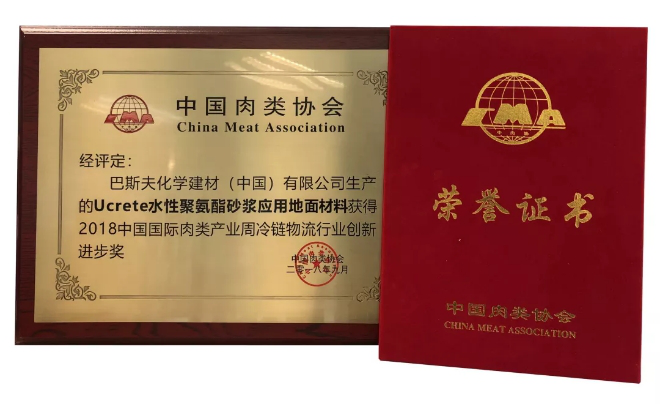 CMA
中国肉类协会
China Meat Association
经评定：
巴斯夫化学建材（中国）有限公司生产
的Ucrete水性聚氨酯砂浆应用地面材料获得
2018中国国际肉类产业周冷链物流行业创新
进步奖
中国肉类协会
二零一八年九月
CMA
荣誉证书
中国肉类协会
CHINA MEAT ASSOCIATION